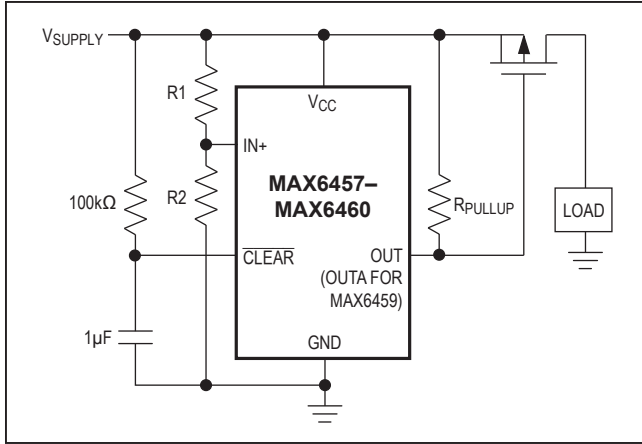 VSUPPLY
R1
VCC
IN+
MAX6457–
MAX6460
R2
100kΩ
RPULLUP
LOAD
CLEAR
OUT
(OUTA FOR
MAX6459)
1µF
GND